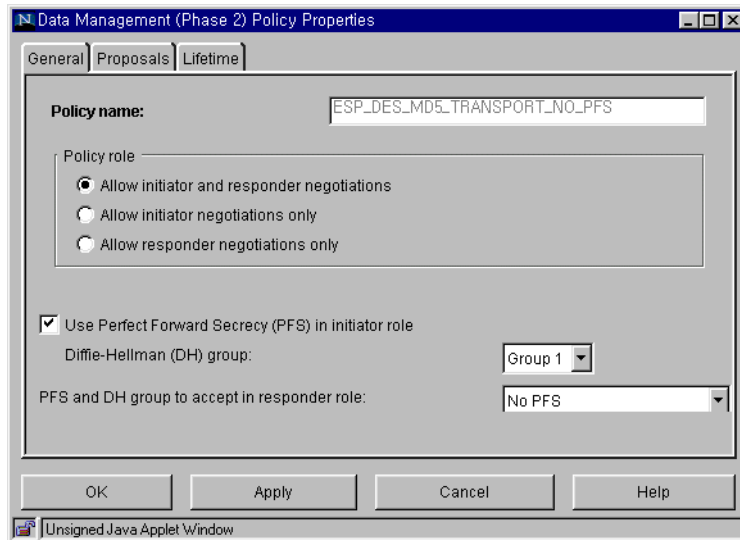 N Data Management (Phase 2) Policy Properties
General Proposals Lifetime
Policy name: ESP_DES_MD5_TRANSPORT_NO_PFS
Policy role
Allow initiator and responder negotiations
Allow initiator negotiations only
Allow responder negotiations only
Use Perfect Forward Secrecy (PFS) in initiator role
Diffie-Hellman (DH) group: Group 1
PFS and DH group to accept in responder role: No PFS
OK Apply Cancel Help
Unsigned Java Applet Window